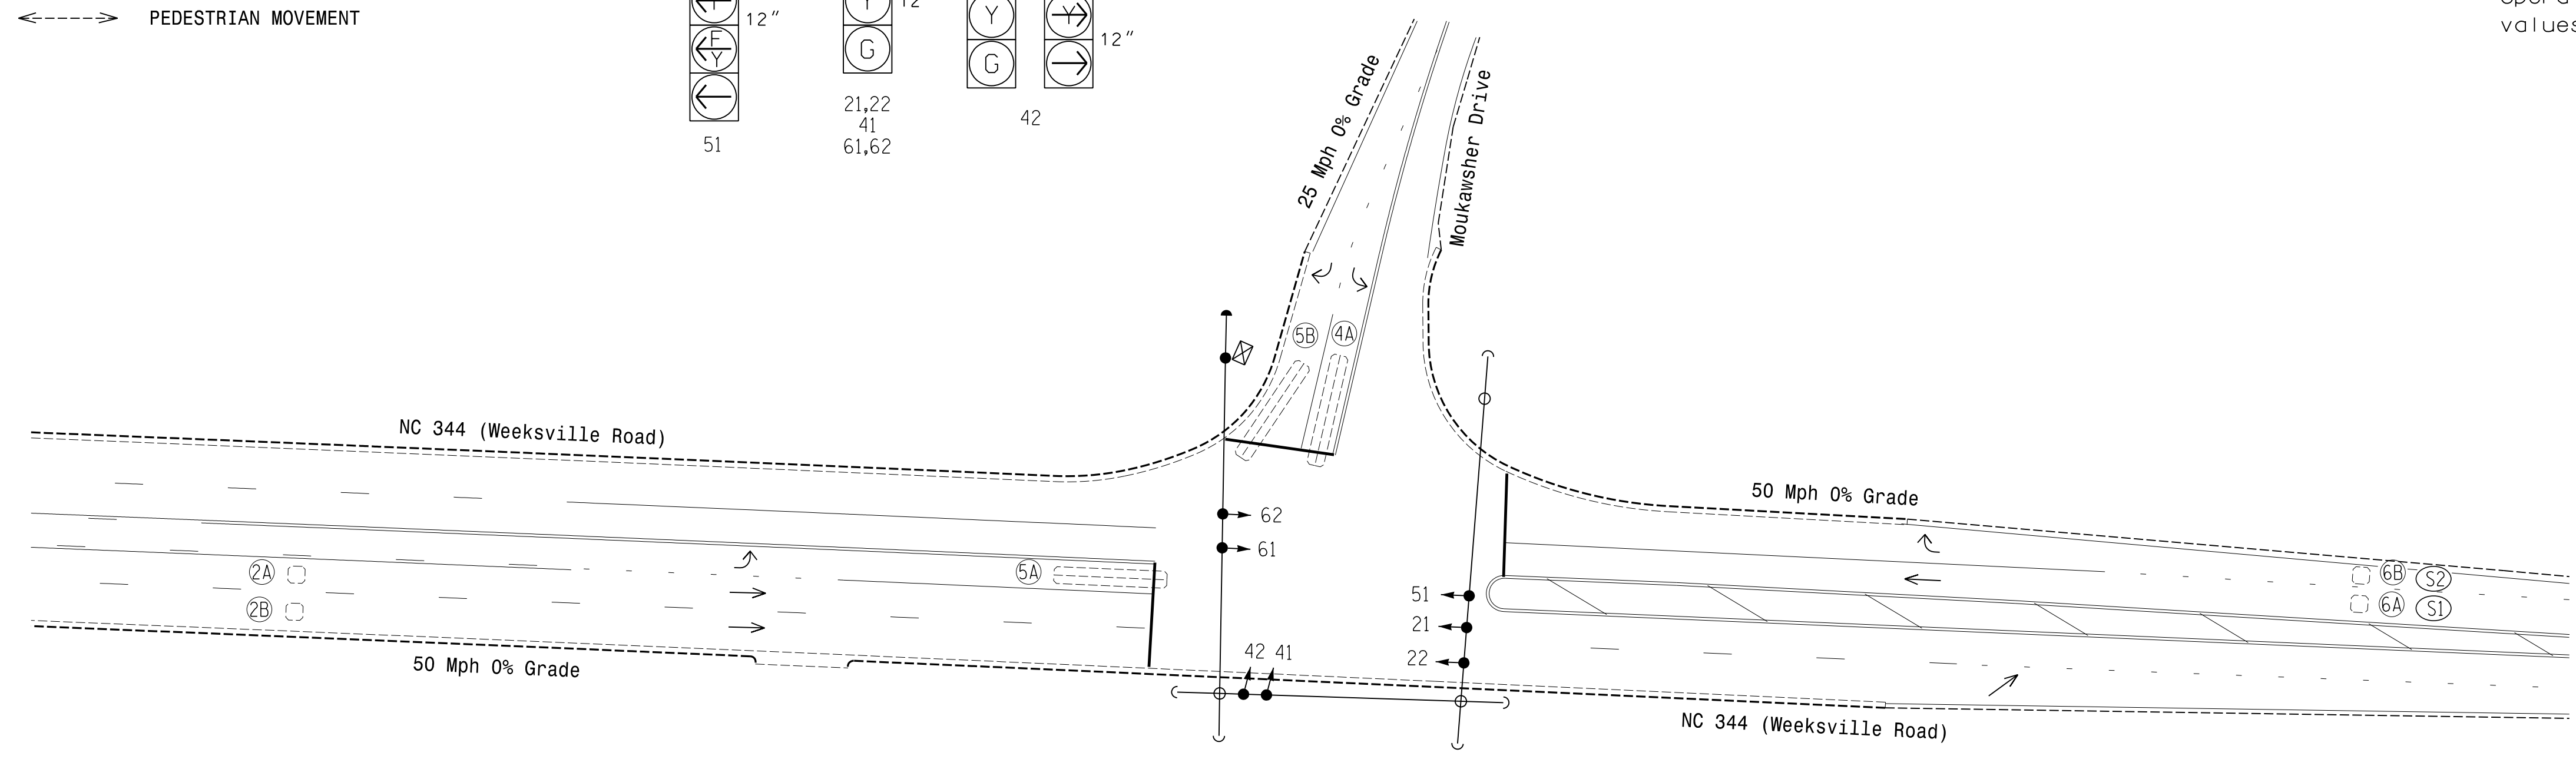 PEDESTRIAN MOVEMENT
12"
F
Y
51
G
21,22
41
61,62
Y
G
Y
12"
42
values
25 Mph 0% Grade
Moukawsher Drive
5B
4A
NC 344 (Weeksville Road)
62
61
2A
5A
2B
50 Mph 0% Grade
42 41
51
21
22
50 Mph 0% Grade
6B S2
6A S1
NC 344 (Weeksville Road)